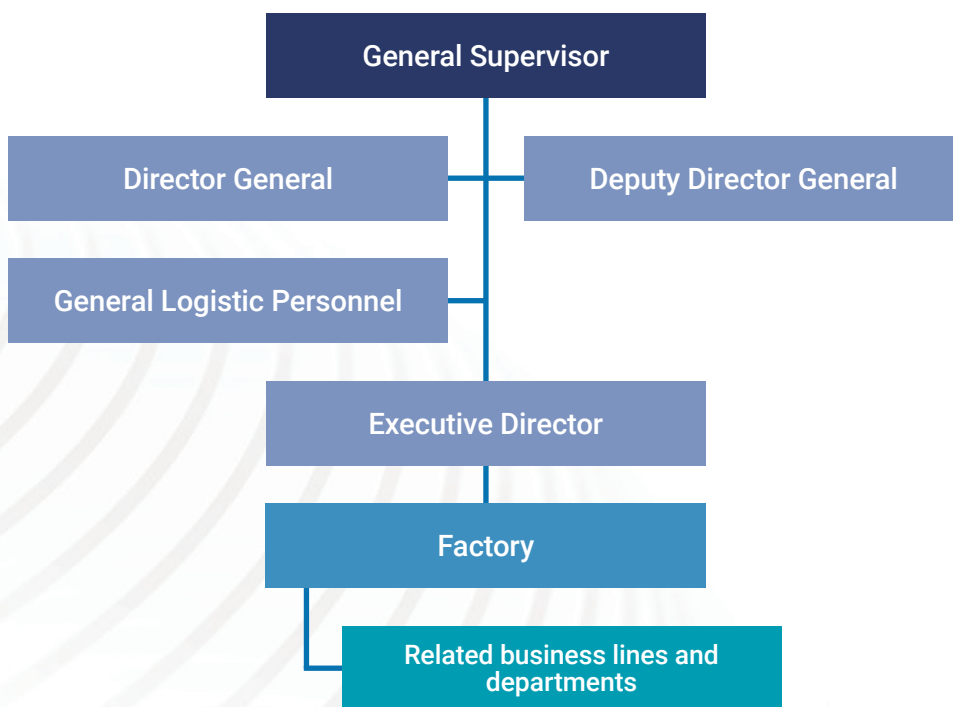 General Supervisor
Director General
Deputy Director General
General Logistic Personnel
Executive Director
Factory
Related business lines and
departments